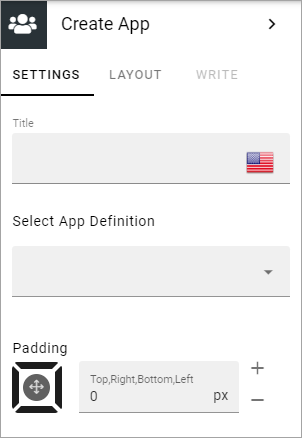 Create App
SETTINGS LAYOUT WRITE
Title
Select App Definition
Padding
Top,Right,Bottom,Left
0 px